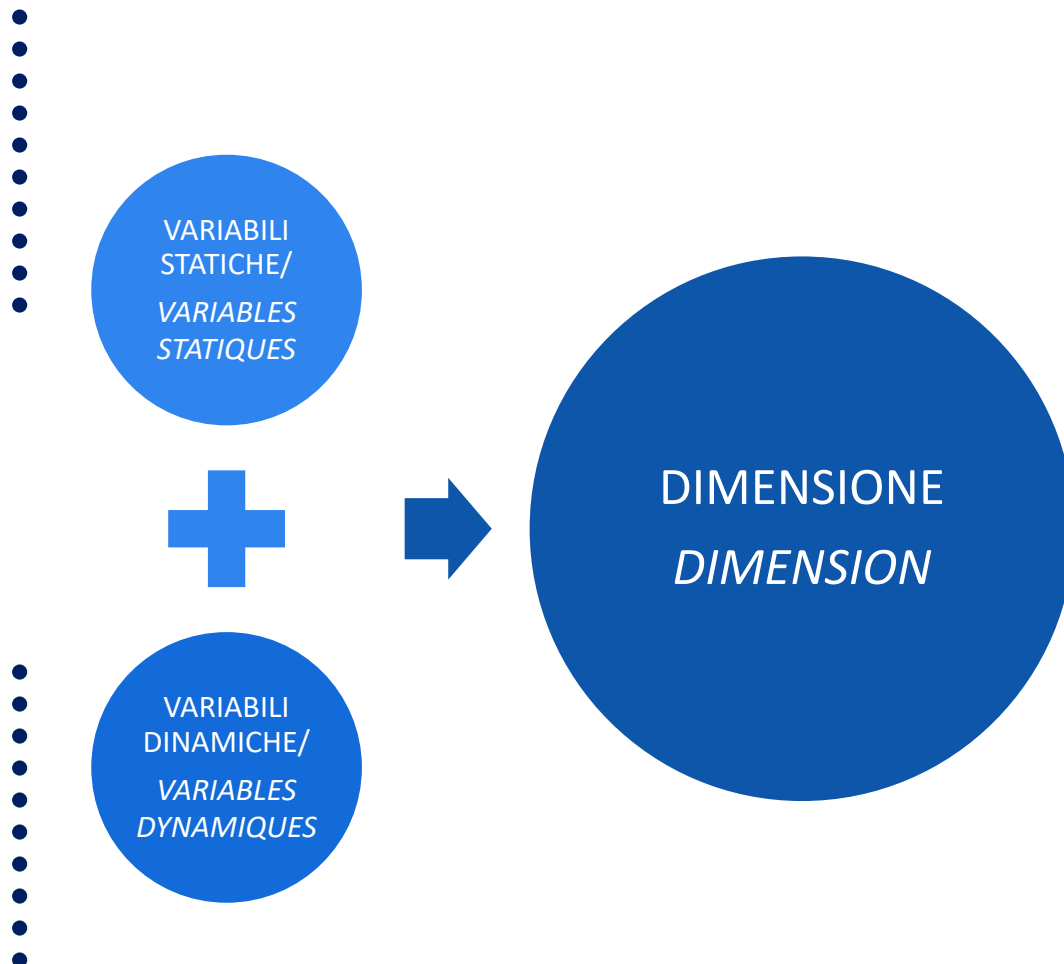 VARIABILI
STATICHE/
VARIABLES
STATIQUES
VARIABILI
DINAMICHE/
VARIABLES
DYNAMIQUES
DIMENSIONE
DIMENSION